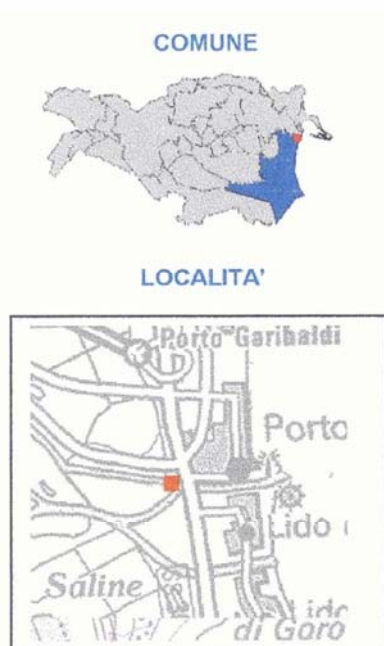 COMUNE
LOCALITA'
Porto Garibaldi
Porto
Lido
Saline
di Goro